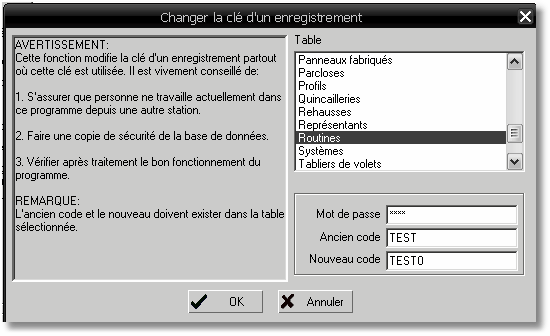 Changer la clé d'un enregistrement
AVERTISSEMENT:
Cette fonction modifie la clé d'un enregistrement partout
où cette clé est utilisée. Il est vivement conseillé de:
1. S'assurer que personne ne travaille actuellement dans
ce programme depuis une autre station.
2. Faire une copie de sécurité de la base de données.
3. Vérifier après traitement le bon fonctionnement du
programme.
REMARQUE:
L'ancien code et le nouveau doivent exister dans la table
sélectionnée.
Table
Panneaux fabriqués
Parcloses
Profils
Quincailleries
Rehausses
Représentants
Routines
Systèmes
Tabliers de volets
Mot de passe ****
Ancien code TEST
Nouveau code TESTO
OK
Annuler